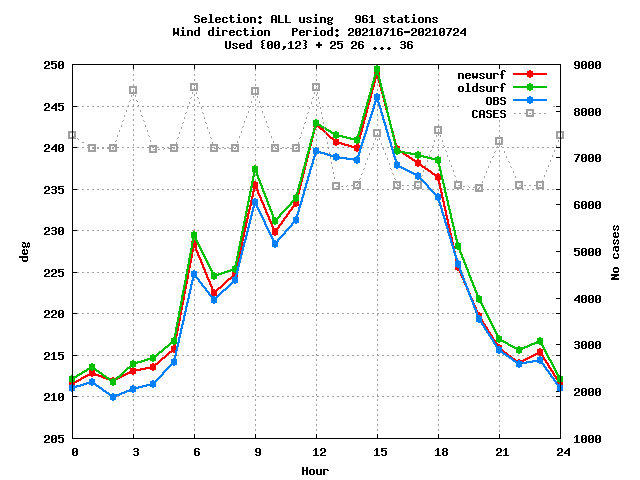 Selection: ALL using   961 stations
Wind direction   Period: 20210716-20210724
Used {00,12} + 25 26 ... 36
newsurf
oldsurf
OBS
CASES
250
245
240
235
230
225
220
215
210
205
9000
8000
7000
6000
5000
4000
3000
2000
1000
deg
No cases
0 3 6 9 12 15 18 21 24
Hour